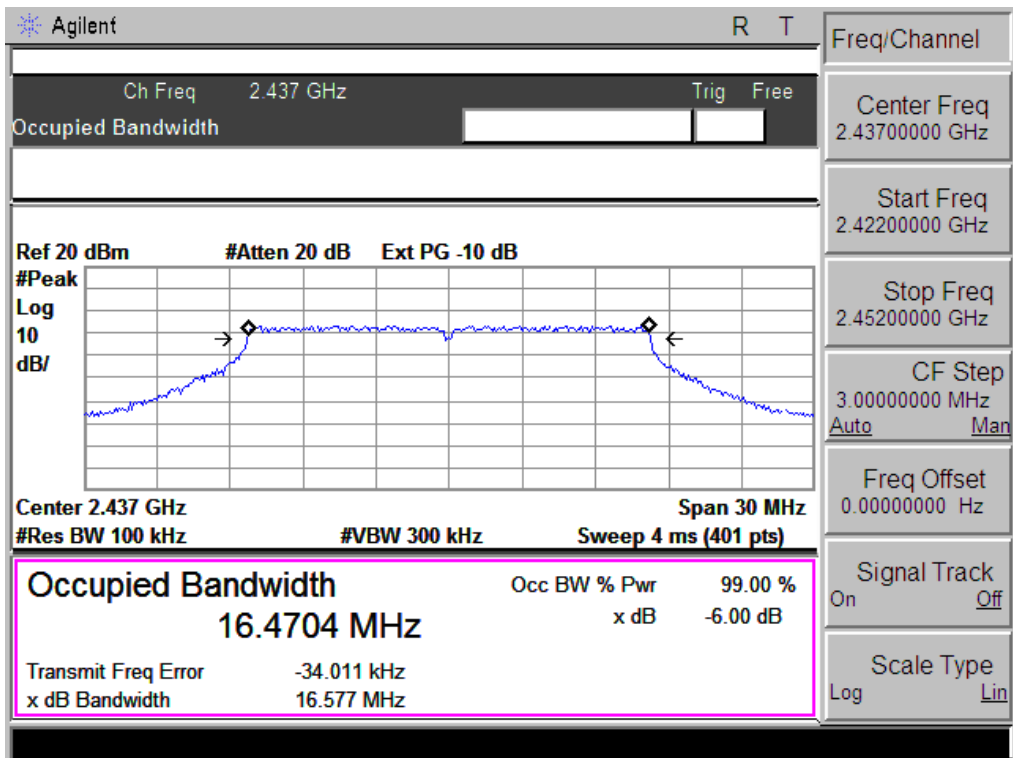 Agilent R T
Ch Freq 2.437 GHz Trig Free
Occupied Bandwidth
Ref 20 dBm #Atten 20 dB Ext PG -10 dB
#Peak
Log
10
dB/
Center 2.437 GHz Span 30 MHz
#Res BW 100 kHz #VBW 300 kHz Sweep 4 ms (401 pts)
Occupied Bandwidth Occ BW % Pwr 99.00 %
16.4704 MHz x dB -6.00 dB
Transmit Freq Error -34.011 kHz
x dB Bandwidth 16.577 MHz
Freq/Channel
Center Freq
2.43700000 GHz
Start Freq
2.42200000 GHz
Stop Freq
2.45200000 GHz
CF Step
3.00000000 MHz
Auto Man
Freq Offset
0.00000000 Hz
Signal Track
On Off
Scale Type
Log Lin